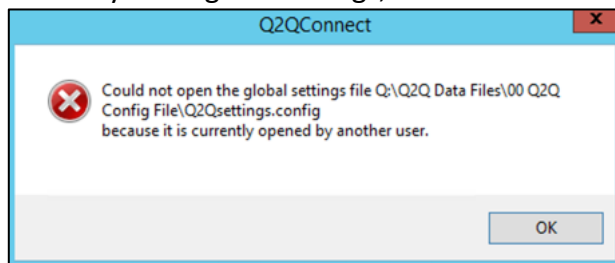 Q2QConnect
x
Could not open the global settings file Q:\Q2Q Data Files\00 Q2Q
Config File\Q2Qsettings.config
because it is currently opened by another user.
OK